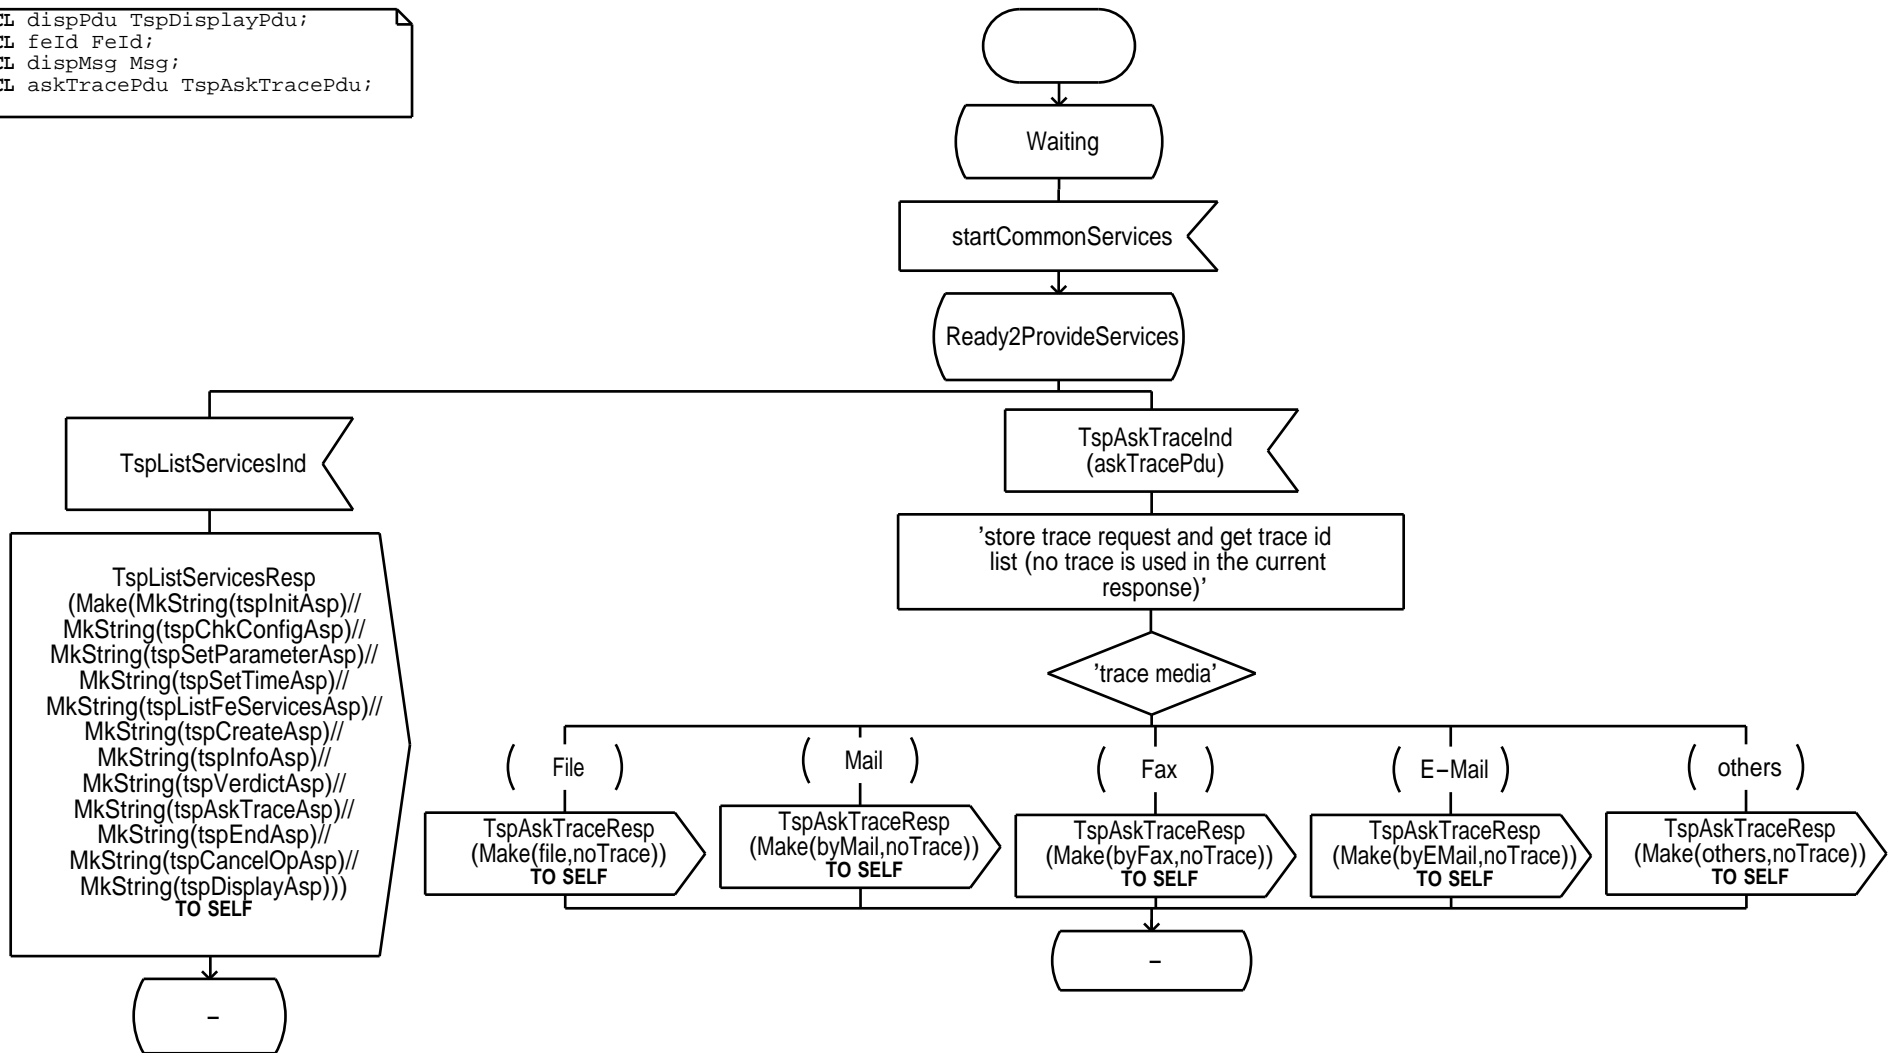 CL dispPdu TspDisplayPdu;
CL feId FeId;
CL dispMsg Msg;
CL askTracePdu TspAskTracePdu;
Waiting
startCommonServices
Ready2ProvideServices
TspListServicesInd
TspAskTraceInd
(askTracePdu)
TspListServicesResp
(Make(MkString(tspInitAsp)//
MkString(tspChkConfigAsp)//
MkString(tspSetParameterAsp)//
MkString(tspSetTimeAsp)//
MkString(tspListFeServicesAsp)//
MkString(tspCreateAsp)//
MkString(tspInfoAsp)//
MkString(tspVerdictAsp)//
MkString(tspAskTraceAsp)//
MkString(tspEndAsp)//
MkString(tspCancelOpAsp)//
MkString(tspDisplayAsp)))
TO SELF
–
’store trace request and get trace id
list (no trace is used in the current
response)’
’trace media’
( File )
( Mail )
( Fax )
( E−Mail )
( others )
TspAskTraceResp
(Make(file,noTrace))
TO SELF
TspAskTraceResp
(Make(byMail,noTrace))
TO SELF
TspAskTraceResp
(Make(byFax,noTrace))
TO SELF
TspAskTraceResp
(Make(byEMail,noTrace))
TO SELF
TspAskTraceResp
(Make(others,noTrace))
TO SELF
–